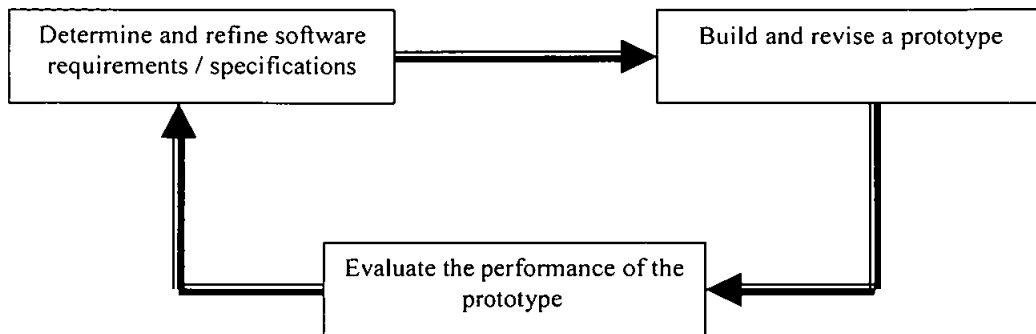 Determine and refine software
requirements / specifications
Build and revise a prototype
Evaluate the performance of the
prototype